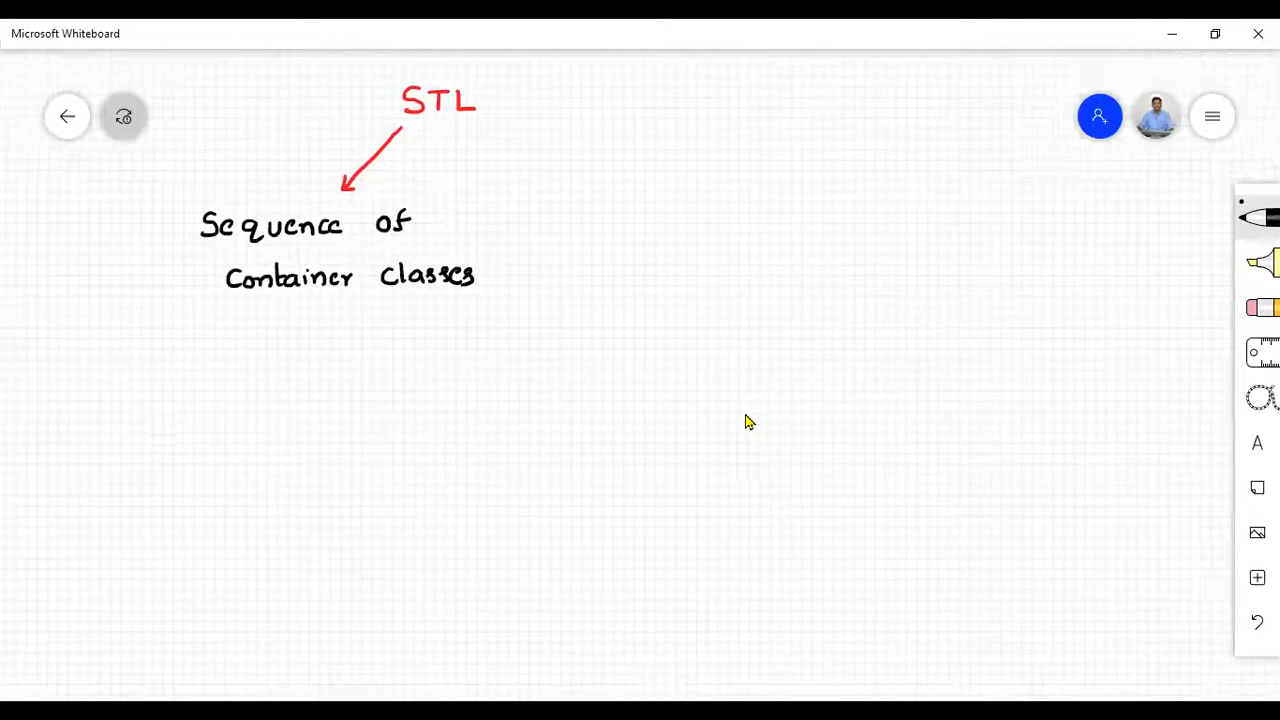 Microsoft Whiteboard
STL
Sequence of
Container classes
A